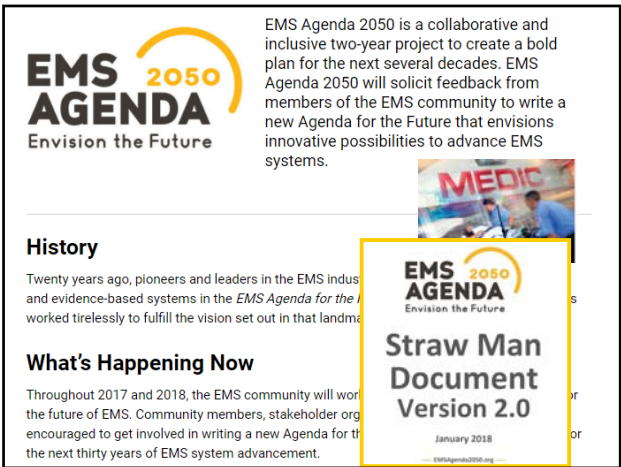 EMS 2050
AGENDA
Envision the Future
EMS Agenda 2050 is a collaborative and
inclusive two-year project to create a bold
plan for the next several decades. EMS
Agenda 2050 will solicit feedback from
members of the EMS community to write a
new Agenda for the Future that envisions
innovative possibilities to advance EMS
systems.
MEDIC
History
Twenty years ago, pioneers and leaders in the EMS
and evidence-based systems in the EMS Agenda for the
worked tirelessly to fulfill the vision set out in that
What's Happening Now
Throughout 2017 and 2018, the EMS community will
the future of EMS. Community members, stakeholder
encouraged to get involved in writing a new Agenda for
the next thirty years of EMS system advancement.
EMS 2050
AGENDA
Envision the Future
Straw Man
Document
Version 2.0
January 2018
EMSAgenda2050.org